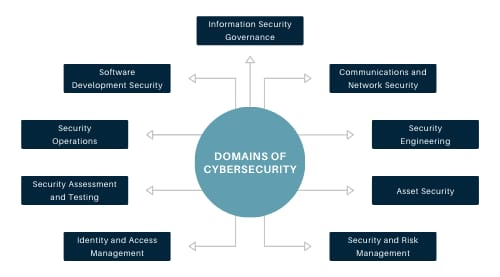 Information Security
Governance
Software
Development Security
Communications and
Network Security
Security
Operations
Security
Engineering
DOMAINS OF
CYBERSECURITY
Security Assessment
and Testing
Asset Security
Identity and Access
Management
Security and Risk
Management